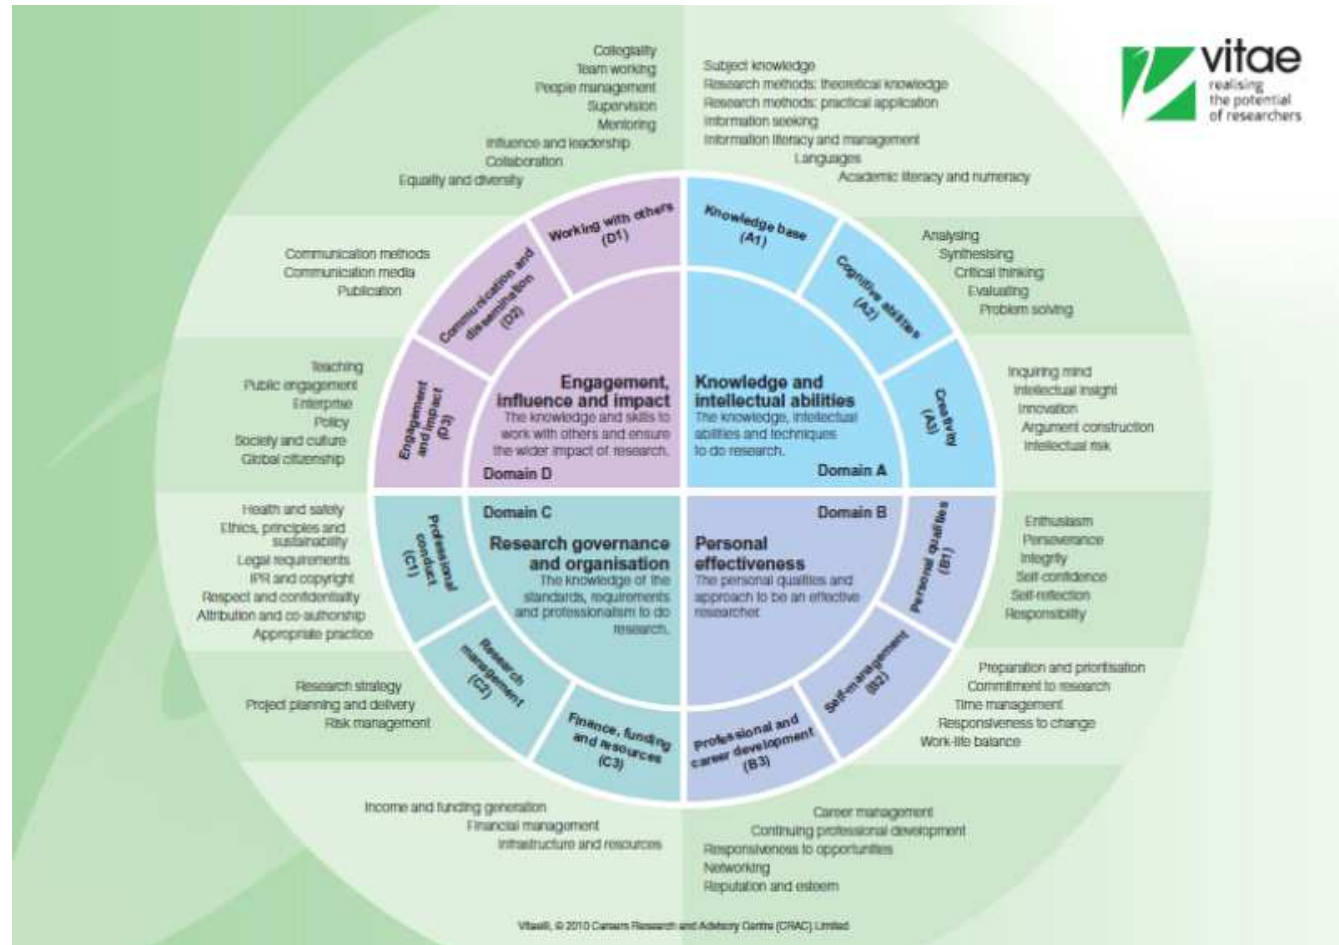 vitae
realising
the potential
of researchers
Collegiality
Team working
People management
Supervision
Mentoring
Influence and leadership
Collaboration
Equality and diversity
Subject knowledge
Research methods: theoretical knowledge
Research methods: practical application
Information seeking
Information literacy and management
Languages
Academic literacy and numeracy
Working with others
(D1)
Knowledge base
(A1)
Communication methods
Communication media
Publication
Communication and
dissemination
(D2)
Cognitive abilities
(A2)
Analysing
Synthesising
Critical thinking
Evaluating
Problem solving
Teaching
Public engagement
Enterprise
Policy
Society and culture
Global citizenship
Engagement
and impact
(D3)
Engagement,
influence and impact
The knowledge and skills to
work with others and ensure
the wider impact of research.
Domain D
Knowledge and
intellectual abilities
The knowledge, intellectual
abilities and techniques
to do research.
Domain A
Creativity
(A3)
Inquiring mind
Intellectual insight
Innovation
Argument construction
Intellectual risk
Health and safety
Ethics, principles and
sustainability
Legal requirements
IPR and copyright
Respect and confidentiality
Attribution and co-authorship
Appropriate practice
Professional
conduct
(C1)
Domain C
Research governance
and organisation
The knowledge of the
standards, requirements
and professionalism to do
research.
Domain B
Personal
effectiveness
The personal qualities and
approach to be an effective
researcher.
Personal qualities
(B1)
Enthusiasm
Perseverance
Integrity
Self-confidence
Self-reflection
Responsibility
Research strategy
Project planning and delivery
Risk management
Research
management
(C2)
Self-management
(B2)
Preparation and prioritisation
Commitment to research
Time management
Responsiveness to change
Work-life balance
Finance, funding
and resources
(C3)
Professional and
career development
(B3)
Income and funding generation
Financial management
Infrastructure and resources
Career management
Continuing professional development
Responsiveness to opportunities
Networking
Reputation and esteem
© 2010 Careers Research and Advisory Centre (CRAC) Limited